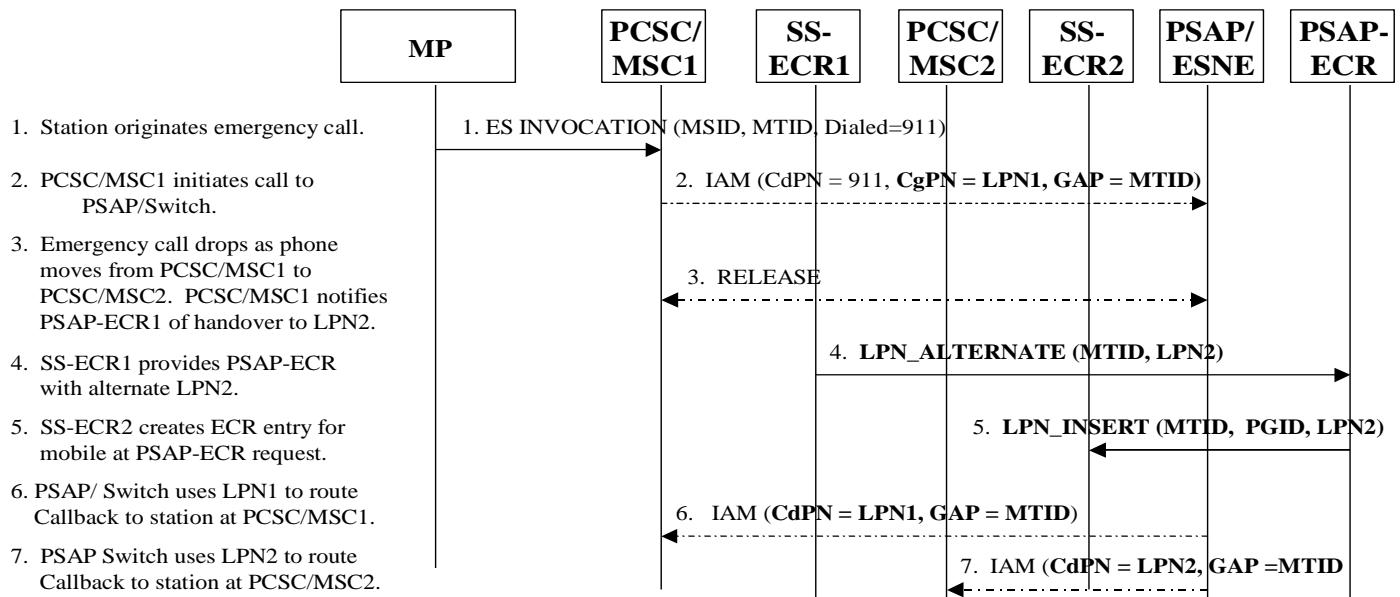 MP
PCSC/
MSC1
SS-
ECR1
PCSC/
MSC2
SS-
ECR2
PSAP/
ESNE
PSAP-
ECR
1. Station originates emergency call.
1. ES INVOCATION (MSID, MTID, Dialed=911)
2. PCSC/MSC1 initiates call to
PSAP/Switch.
2. IAM (CdPN = 911, CgPN = LPN1, GAP = MTID)
3. Emergency call drops as phone
moves from PCSC/MSC1 to
PCSC/MSC2. PCSC/MSC1 notifies
PSAP-ECR1 of handover to LPN2.
3. RELEASE
4. SS-ECR1 provides PSAP-ECR
with alternate LPN2.
4. LPN_ALTERNATE (MTID, LPN2)
5. SS-ECR2 creates ECR entry for
mobile at PSAP-ECR request.
5. LPN_INSERT (MTID, PGID, LPN2)
6. PSAP/ Switch uses LPN1 to route
Callback to station at PCSC/MSC1.
6. IAM (CdPN = LPN1, GAP = MTID)
7. PSAP Switch uses LPN2 to route
Callback to station at PCSC/MSC2.
7. IAM (CdPN = LPN2, GAP =MTID